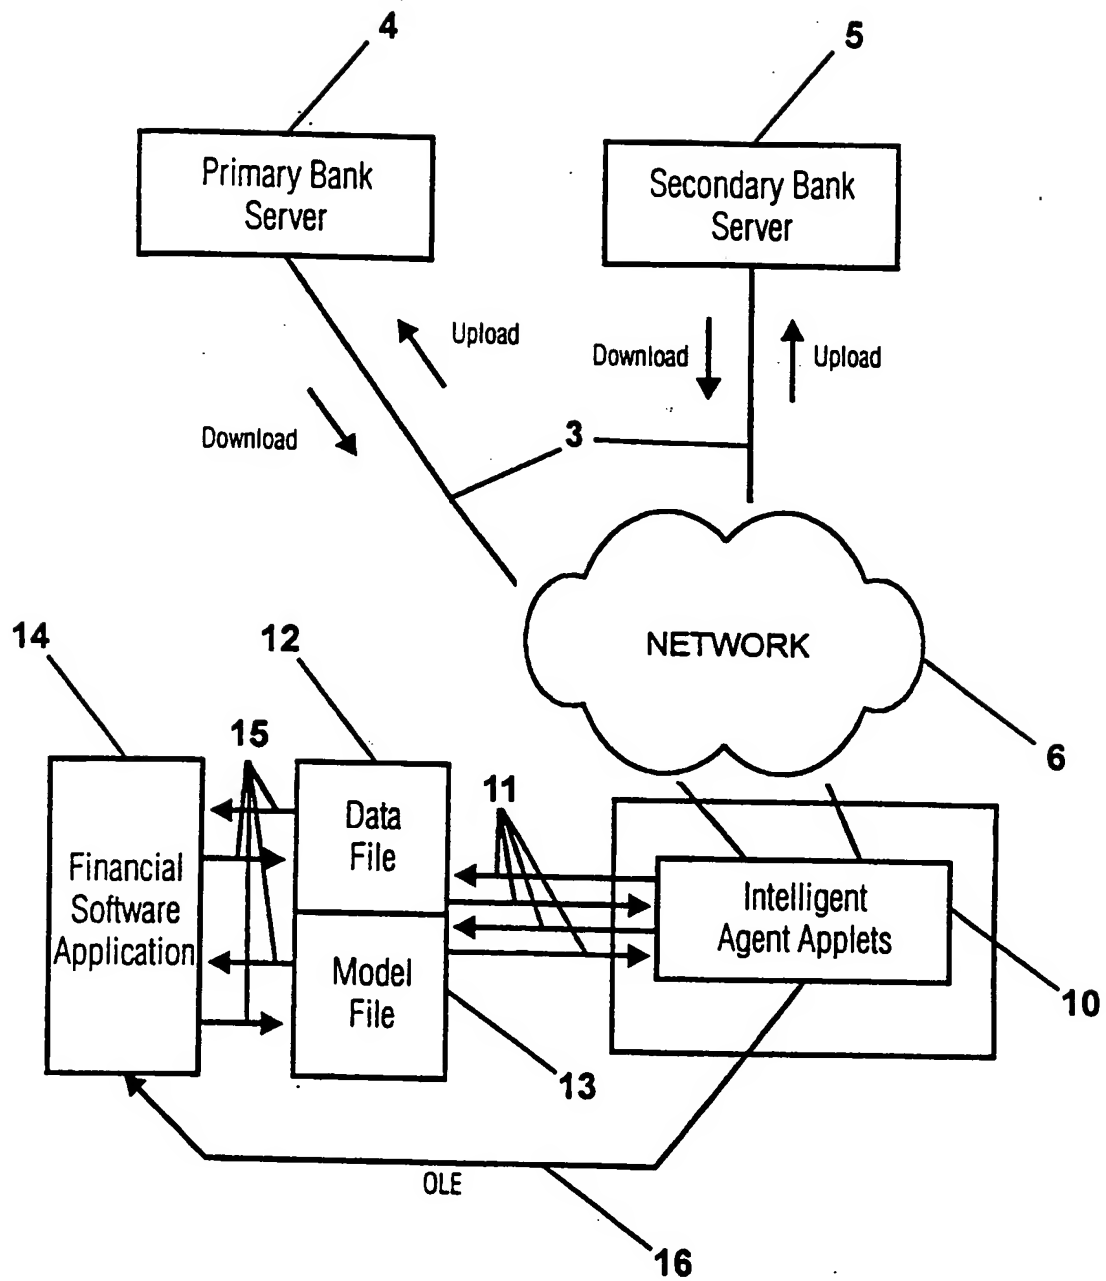 4
5
Primary Bank
Server
Secondary Bank
Server
Upload
Download
Upload
Download
3
14
12
NETWORK
15
6
11
Data
File
Financial
Software
Application
Intelligent
Agent Applets
Model
File
10
13
OLE
16